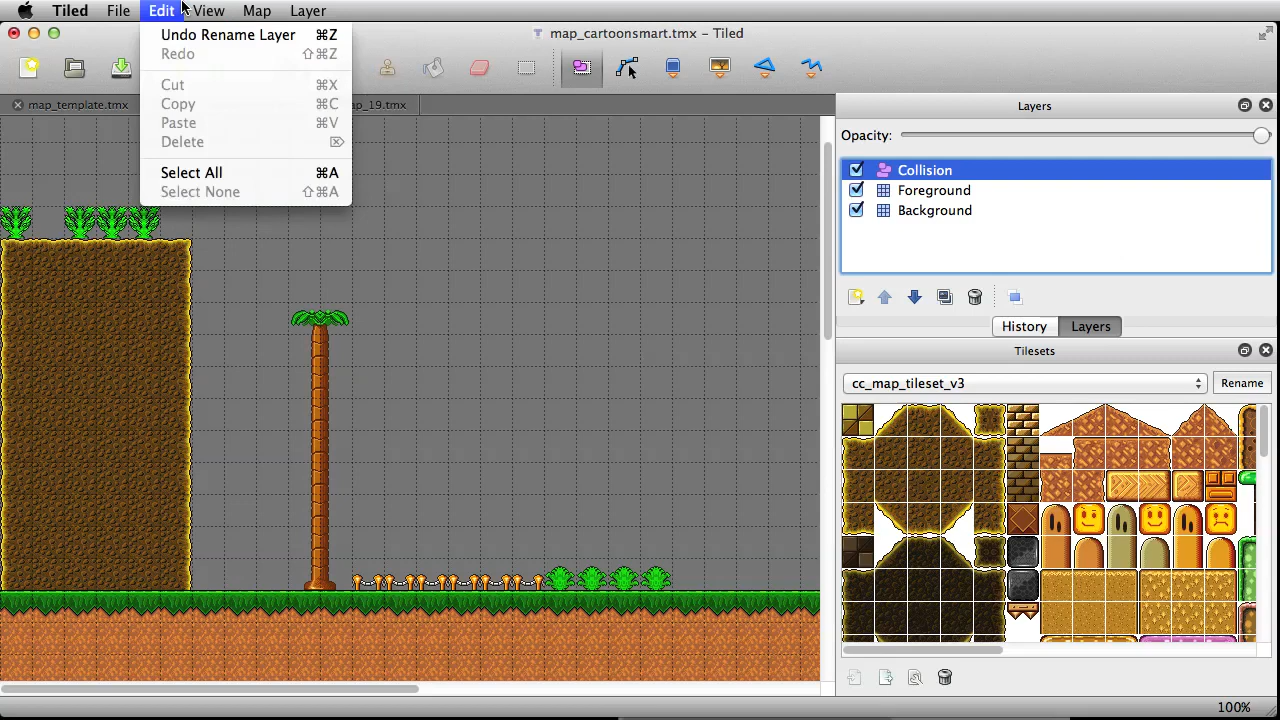 Tiled File Edit View Map Layer
map_cartoonsmart.tmx – Tiled
Undo Rename Layer ⌘Z
Redo ⇧⌘Z
Cut ⌘X
Copy ⌘C
Paste ⌘V
Delete ⌦
Select All ⌘A
Select None ⇧⌘A
map_template.tmx
ap_19.tmx
Layers
Opacity:
Collision
Foreground
Background
History Layers
Tilesets
cc_map_tileset_v3 Rename
100%